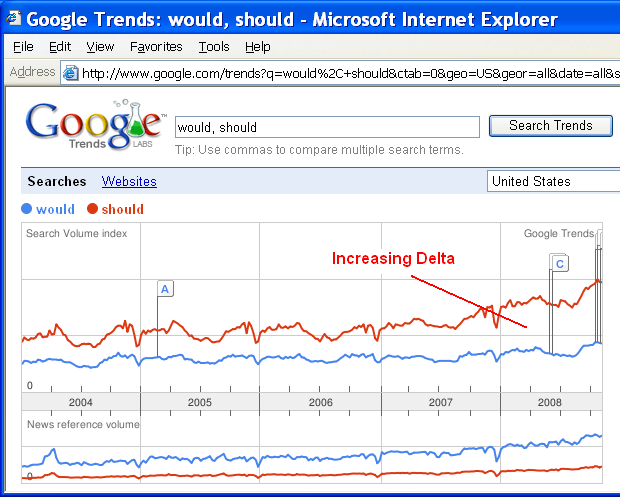 Google Trends: would, should - Microsoft Internet Explorer
File Edit View Favorites Tools Help
Address http://www.google.com/trends?q=would%2C+should&ctab=0&geo=US&geor=all&date=all&s
Google™
Trends LABS
would, should
Search Trends
Tip: Use commas to compare multiple search terms.
Searches Websites
United States
would should
Search Volume index
Google Trends
Increasing Delta
A
C
0
2004 2005 2006 2007 2008
News reference volume
0